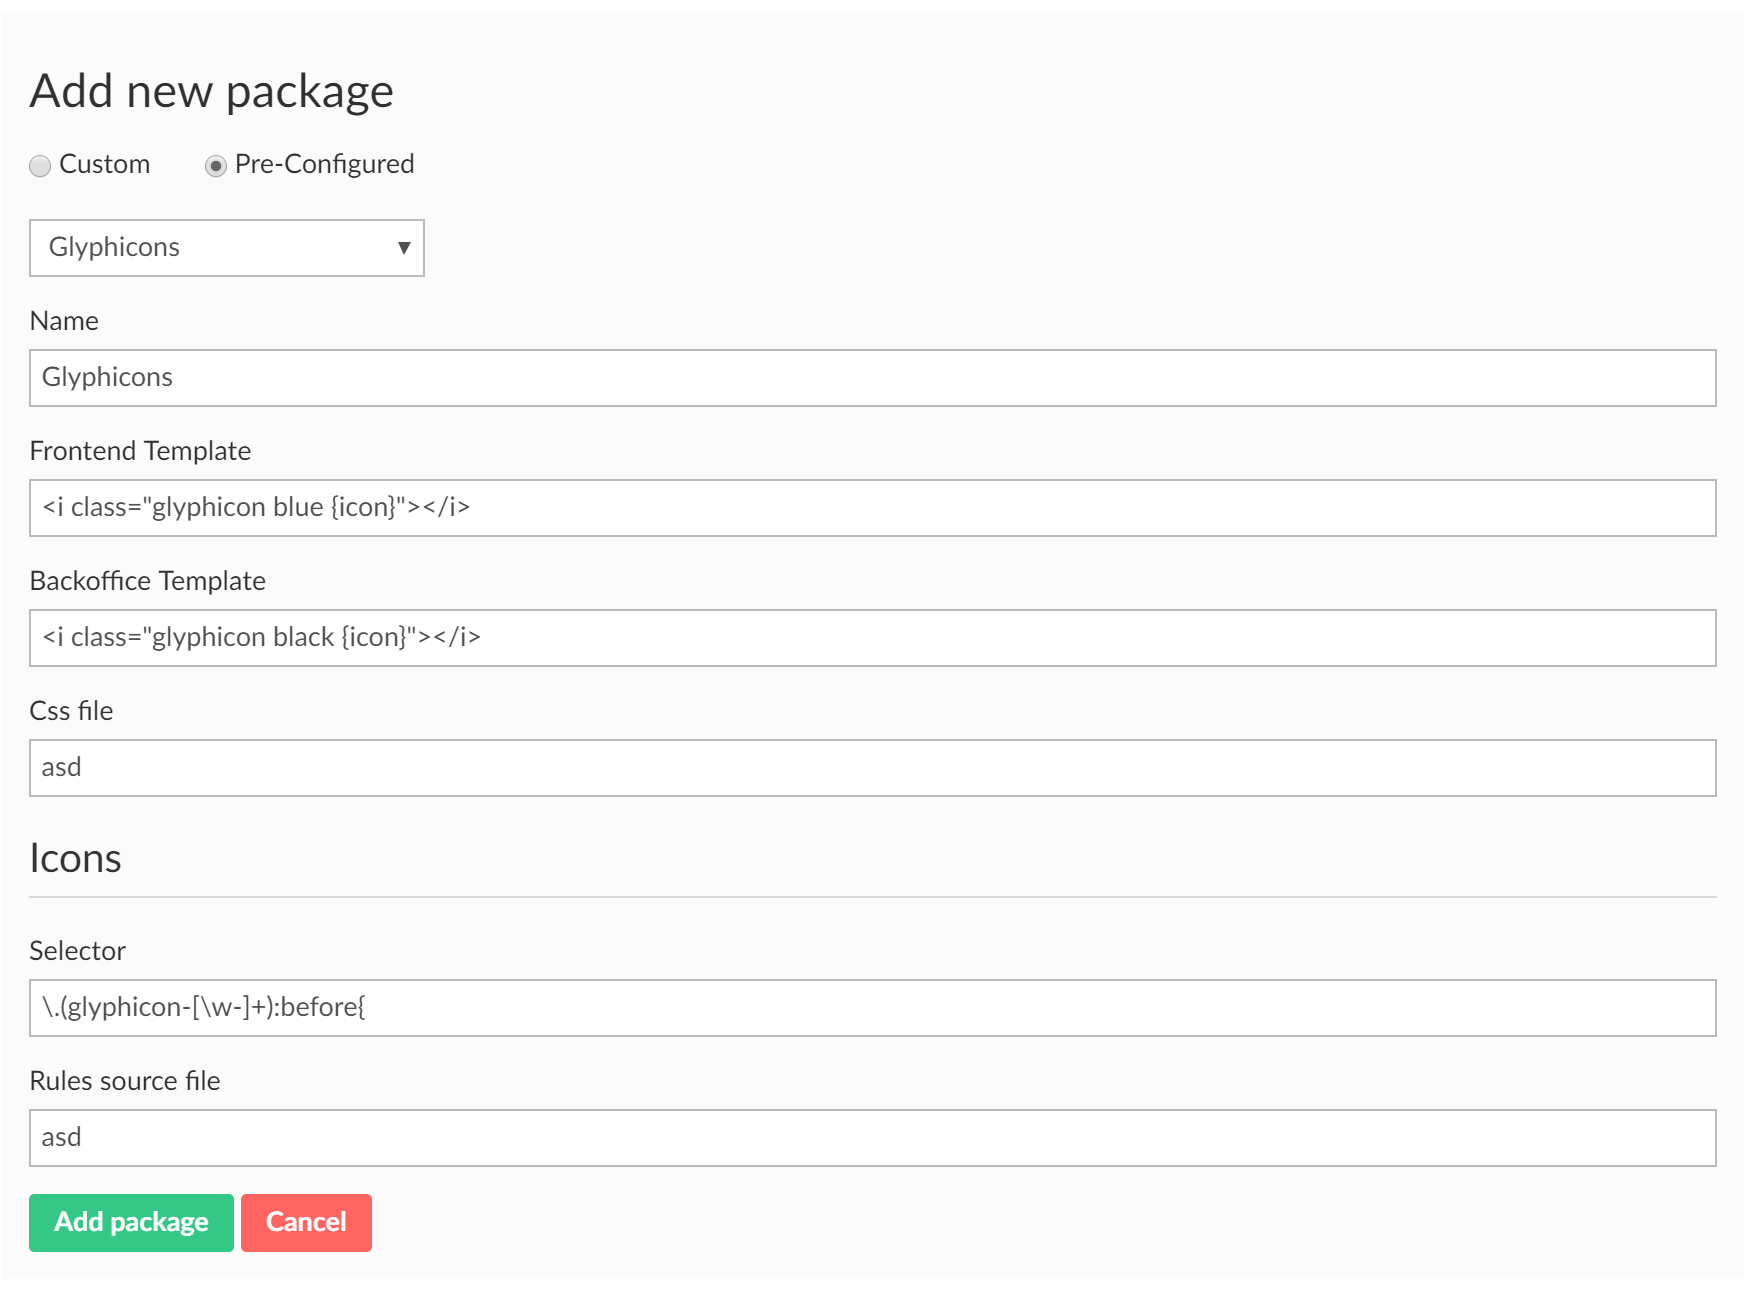 Add new package
Custom Pre-Configured
Glyphicons ▼
Name
Glyphicons
Frontend Template
<i class="glyphicon blue {icon}"></i>
Backoffice Template
<i class="glyphicon black {icon}"></i>
Css file
asd
Icons
Selector
\.(glyphicon-[\w-]+):before{
Rules source file
asd
Add package Cancel